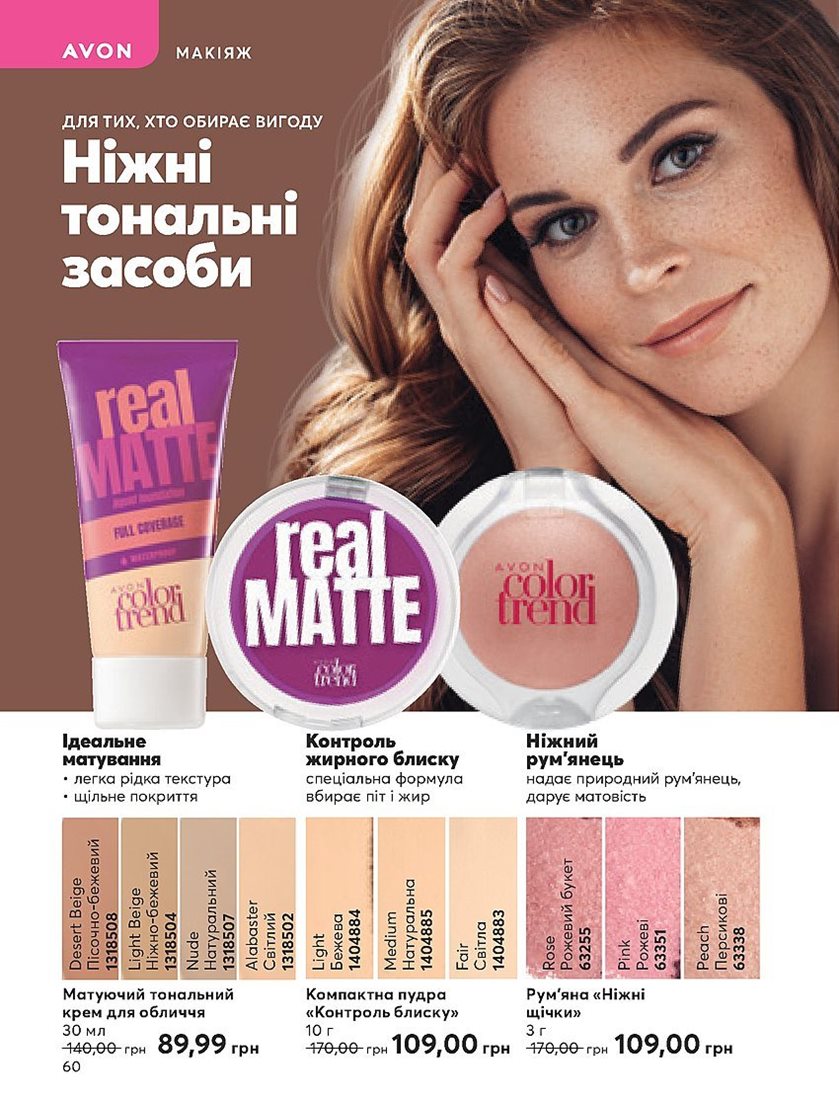 AVON
МАКІЯЖ
ДЛЯ ТИХ, ХТО ОБИРАЄ ВИГОДУ
Ніжні
тональні
засоби
real
MATTE
liquid foundation
FULL COVERAGE
WATERPROOF
AVON
color
trend
real
MATTE
AVON
color
trend
AVON
color
trend
Ідеальне
матування
• легка рідка текстура
• щільне покриття
Desert Beige
Пісочно-бежевий
1318508
Light Beige
Ніжно-бежевий
1318504
Nude
Натуральний
1318507
Alabaster
Світлий
1318502
Матуючий тональний
крем для обличчя
30 мл
140,00 грн 89,99 грн
Контроль
жирного блиску
спеціальна формула
вбирає піт і жир
Light
Бежева
1404884
Medium
Натуральна
1404885
Fair
Світла
1404883
Компактна пудра
«Контроль блиску»
10 г
170,00 грн 109,00 грн
Ніжний
рум'янець
надає природний рум'янець,
дарує матовість
Rose
Рожевий букет
63255
Pink
Рожеві
63351
Peach
Персикові
63338
Рум'яна «Ніжні
щічки»
3 г
170,00 грн 109,00 грн
60